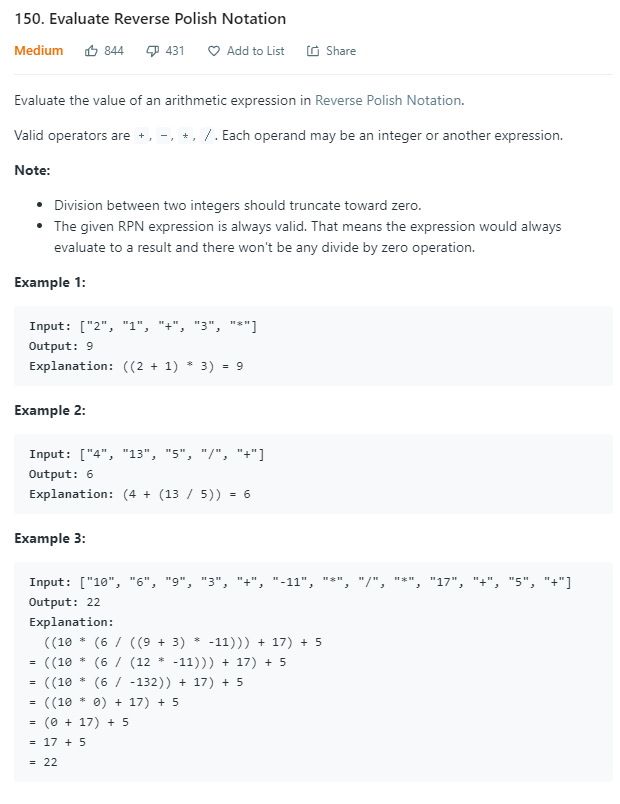 150. Evaluate Reverse Polish Notation
Medium 844 431 Add to List Share
Evaluate the value of an arithmetic expression in Reverse Polish Notation.
Valid operators are +, -, *, /. Each operand may be an integer or another expression.
Note:
• Division between two integers should truncate toward zero.
• The given RPN expression is always valid. That means the expression would always
evaluate to a result and there won't be any divide by zero operation.
Example 1:
Input: ["2", "1", "+", "3", "*"]
Output: 9
Explanation: ((2 + 1) * 3) = 9
Example 2:
Input: ["4", "13", "5", "/", "+"]
Output: 6
Explanation: (4 + (13 / 5)) = 6
Example 3:
Input: ["10", "6", "9", "3", "+", "-11", "*", "/", "*", "17", "+", "5", "+"]
Output: 22
Explanation:
((10 * (6 / ((9 + 3) * -11))) + 17) + 5
= ((10 * (6 / (12 * -11))) + 17) + 5
= ((10 * (6 / -132)) + 17) + 5
= ((10 * 0) + 17) + 5
= (0 + 17) + 5
= 17 + 5
= 22